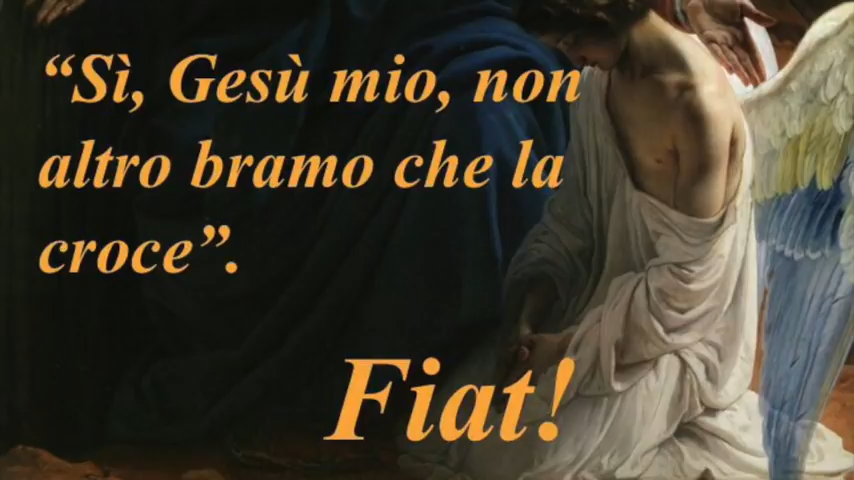 “Sì, Gesù mio, non
altro bramo che la
croce”.
Fiat!